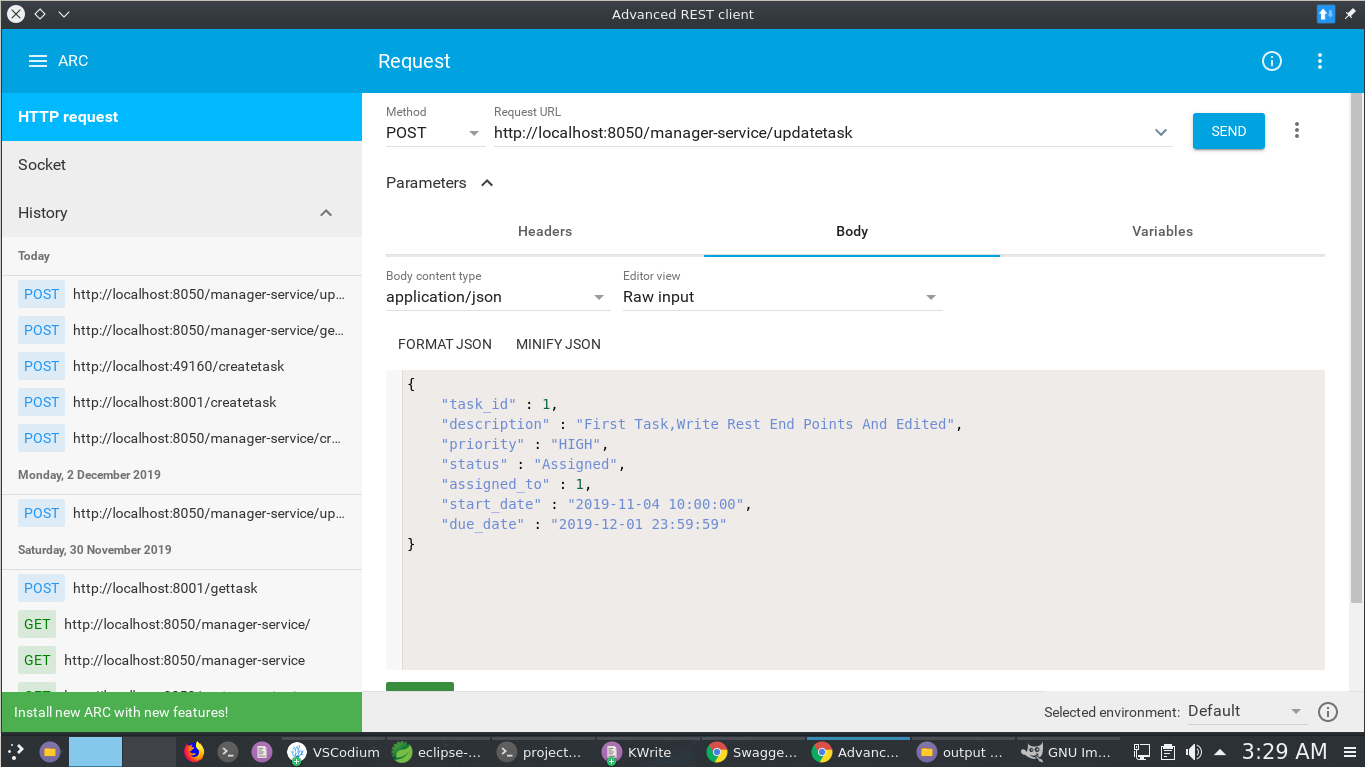 Advanced REST client
ARC
Request
HTTP request
Socket
History
Today
POST http://localhost:8050/manager-service/up...
POST http://localhost:8050/manager-service/ge...
POST http://localhost:49160/createtask
POST http://localhost:8001/createtask
POST http://localhost:8050/manager-service/cr...
Monday, 2 December 2019
POST http://localhost:8050/manager-service/up...
Saturday, 30 November 2019
POST http://localhost:8001/gettask
GET http://localhost:8050/manager-service/
GET http://localhost:8050/manager-service
Install new ARC with new features!
Method
POST
Request URL
http://localhost:8050/manager-service/updatetask
SEND
Parameters
Headers Body Variables
Body content type
application/json
Editor view
Raw input
FORMAT JSON MINIFY JSON
{
"task_id" : 1,
"description" : "First Task,Write Rest End Points And Edited",
"priority" : "HIGH",
"status" : "Assigned",
"assigned_to" : 1,
"start_date" : "2019-11-04 10:00:00",
"due_date" : "2019-12-01 23:59:59"
}
Selected environment: Default
VSCodium eclipse-... project... KWrite Swagge... Advanc... output ... GNU Im... 3:29 AM